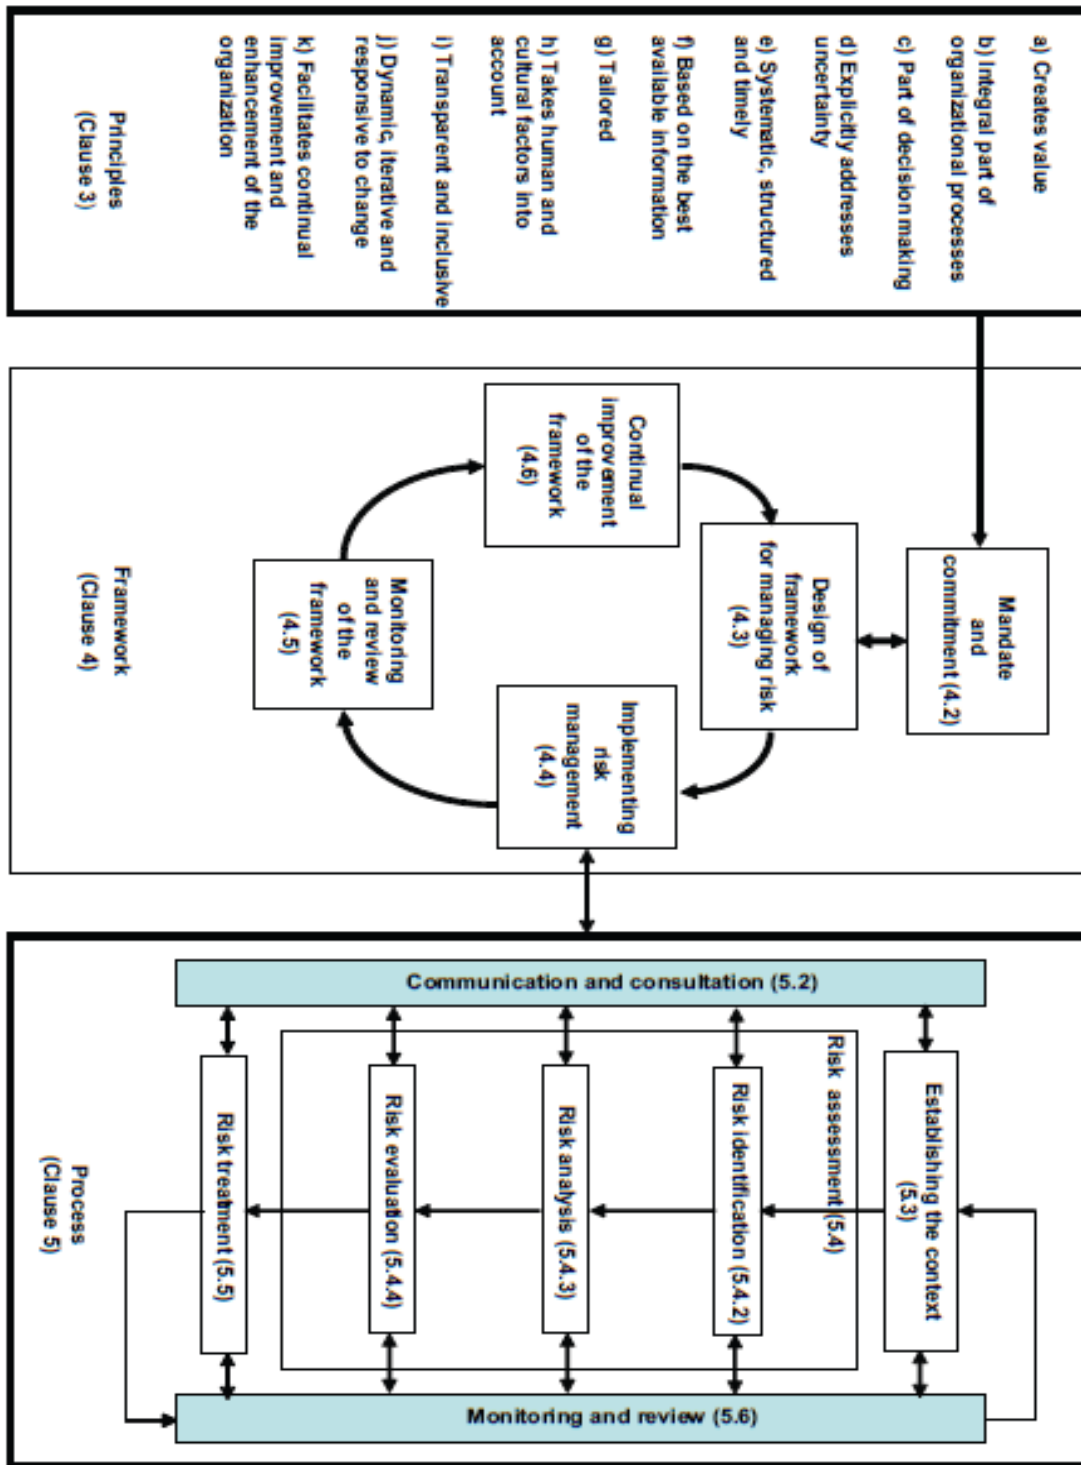 a) Creates value
b) Integral part of
organizational processes
c) Part of decision making
d) Explicitly addresses
uncertainty
e) Systematic, structured
and timely
f) Based on the best
available information
g) Tailored
h) Takes human and
cultural factors into
account
i) Transparent and inclusive
j) Dynamic, iterative and
responsive to change
k) Facilitates continual
improvement and
enhancement of the
organization
Principles
(Clause 3)
Mandate
and
commitment (4.2)
Design of
framework
for managing risk
(4.3)
Continual
improvement
of the
framework
(4.6)
Implementing
risk
management
(4.4)
Monitoring
and review
of the
framework
(4.5)
Framework
(Clause 4)
Communication and consultation (5.2)
Establishing the context
(5.3)
Risk assessment (5.4)
Risk identification (5.4.2)
Risk analysis (5.4.3)
Risk evaluation (5.4.4)
Risk treatment (5.5)
Monitoring and review (5.6)
Process
(Clause 5)